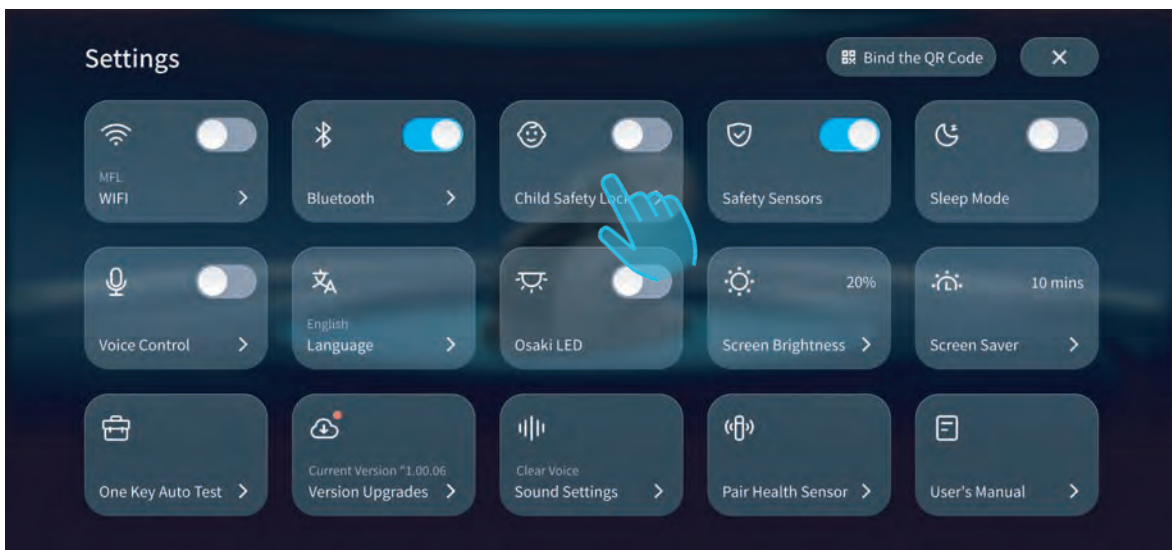 Settings
Bind the QR Code
MFL
WIFI
Bluetooth
Child Safety Lock
Safety Sensors
Sleep Mode
Voice Control
English
Language
Osaki LED
20%
Screen Brightness
10 mins
Screen Saver
One Key Auto Test
Current Version "1.00.06
Version Upgrades
Clear Voice
Sound Settings
Pair Health Sensor
User's Manual